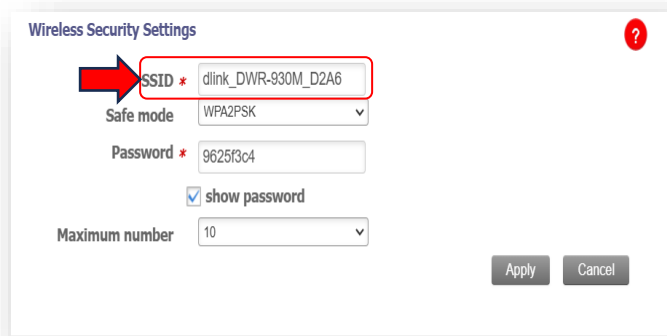 Wireless Security Settings
?
SSID * dlink_DWR-930M_D2A6
Safe mode WPA2PSK
Password * 9625f3c4
show password
Maximum number 10
Apply Cancel